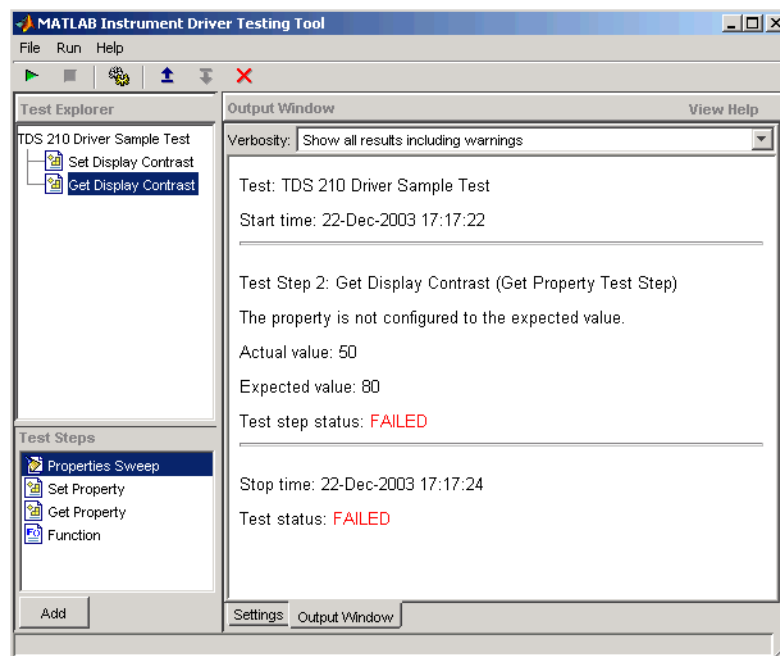 MATLAB Instrument Driver Testing Tool
File Run Help
Test Explorer
TDS 210 Driver Sample Test
Set Display Contrast
Get Display Contrast
Test Steps
Properties Sweep
Set Property
Get Property
Function
Add
Output Window View Help
Verbosity: Show all results including warnings
Test: TDS 210 Driver Sample Test
Start time: 22-Dec-2003 17:17:22
Test Step 2: Get Display Contrast (Get Property Test Step)
The property is not configured to the expected value.
Actual value: 50
Expected value: 80
Test step status: FAILED
Stop time: 22-Dec-2003 17:17:24
Test status: FAILED
Settings Output Window